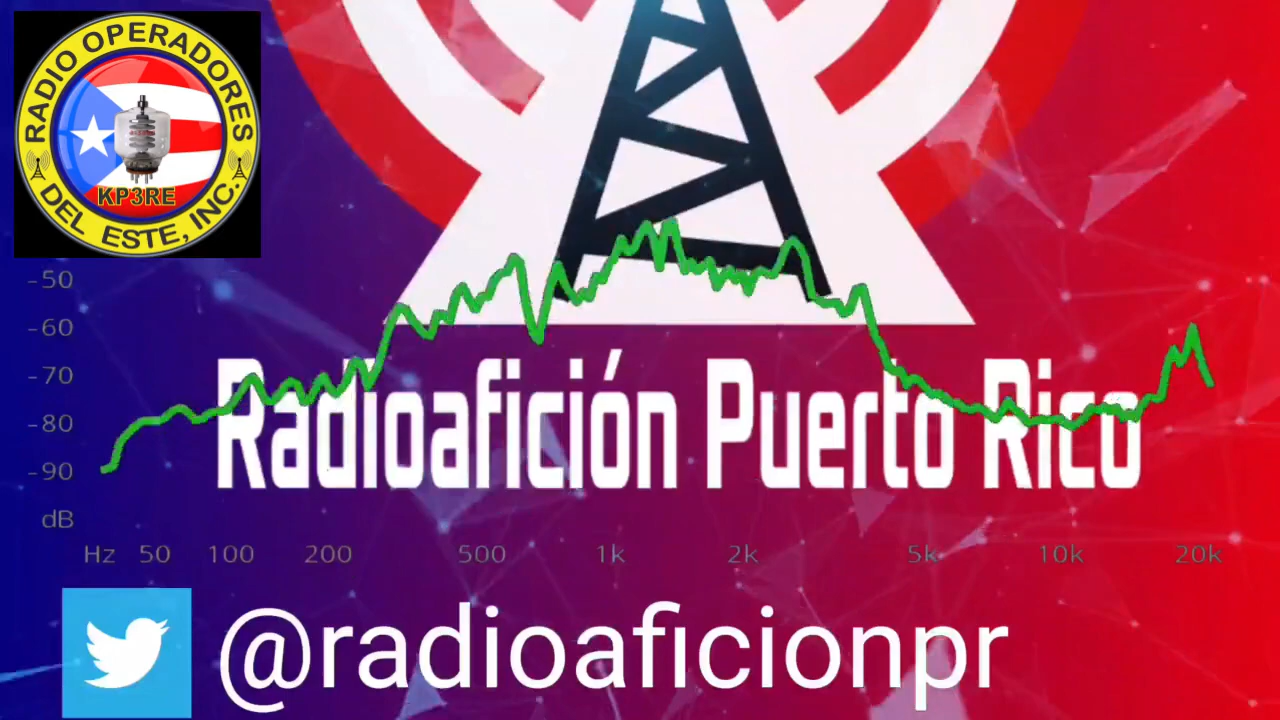 RADIO OPERADORES
DEL ESTE, INC.
KP3RE
-50
-60
-70
-80
-90
dB
Hz 50 100 200 500 1k 2k 5k 10k 20k
Radioafición Puerto Rico
@radioaficionpr